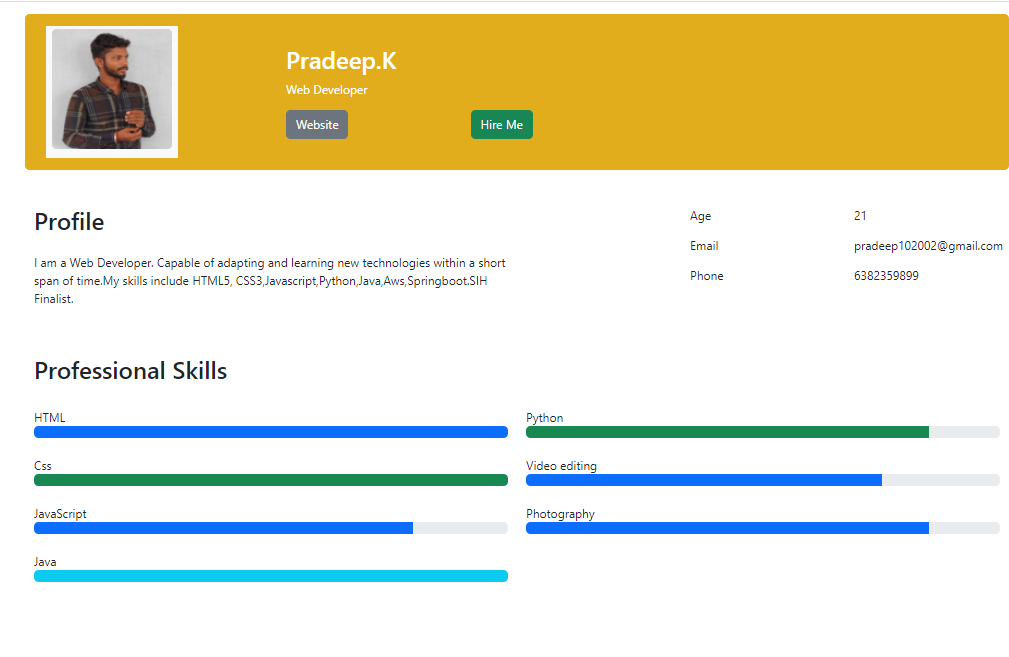 Pradeep.K
Web Developer
Website
Hire Me
Profile
I am a Web Developer. Capable of adapting and learning new technologies within a short
span of time.My skills include HTML5, CSS3,Javascript,Python,Java,Aws,Springboot.SIH
Finalist.
Age 21
Email pradeep102002@gmail.com
Phone 6382359899
Professional Skills
HTML
Css
JavaScript
Java
Python
Video editing
Photography